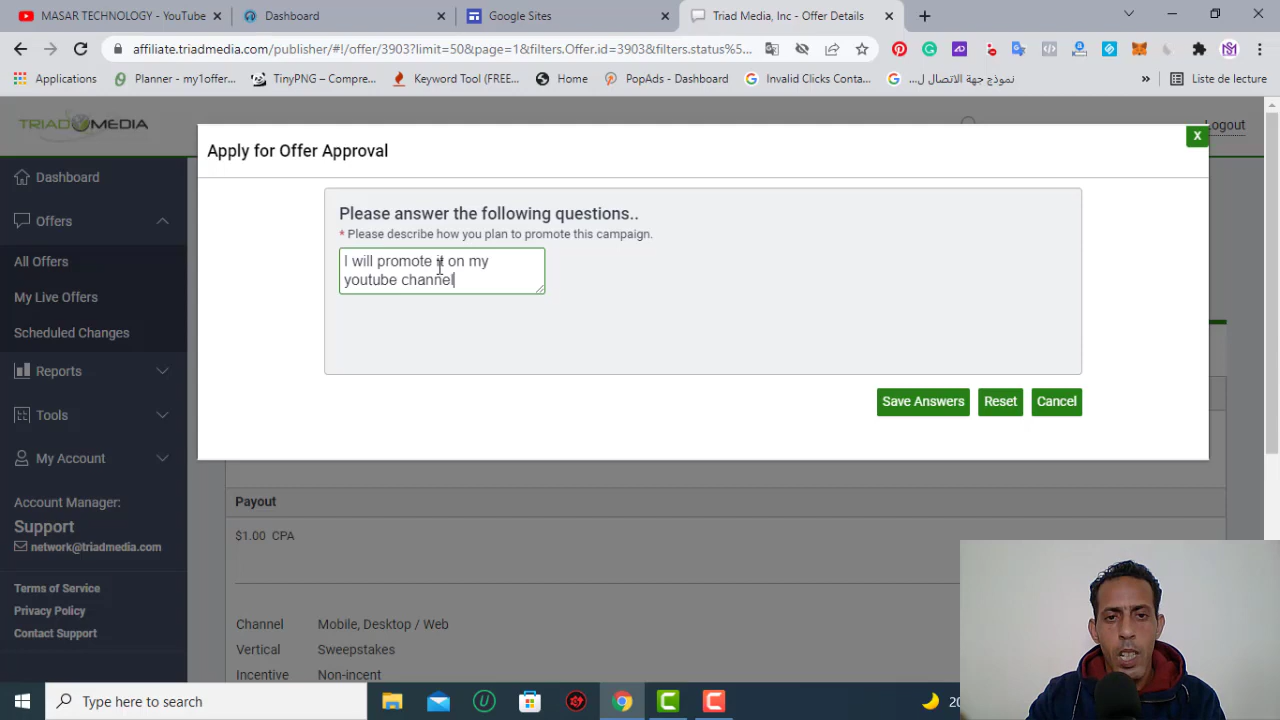 MASAR TECHNOLOGY - YouTube
Dashboard
Google Sites
Triad Media, Inc - Offer Details
affiliate.triadmedia.com/publisher/#!/offer/3903?limit=50&page=1&filters.Offer.id=3903&filters.status%5...
Applications
Planner - my1offer...
TinyPNG – Compre...
Keyword Tool (FREE...
Home
PopAds - Dashboard
Invalid Clicks Conta...
نموذج جهة الاتصال ل...
»
Liste de lecture
TRIAD MEDIA
Logout
Apply for Offer Approval
X
Dashboard
Offers
All Offers
My Live Offers
Scheduled Changes
Reports
Tools
My Account
Account Manager:
Support
network@triadmedia.com
Terms of Service
Privacy Policy
Contact Support
Please answer the following questions..
* Please describe how you plan to promote this campaign.
I will promote it on my
youtube channel
Save Answers
Reset
Cancel
Payout
$1.00 CPA
Channel Mobile, Desktop / Web
Vertical Sweepstakes
Incentive Non-incent
Type here to search